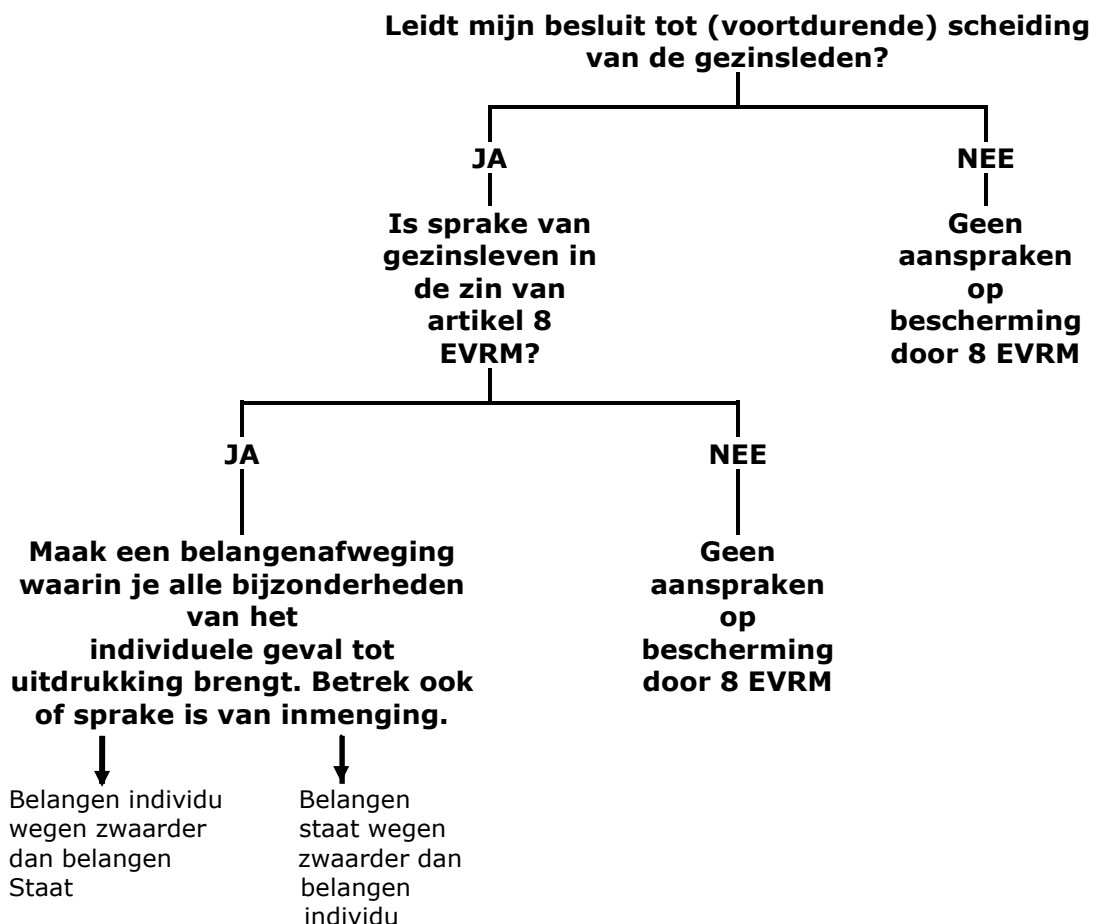 Leidt mijn besluit tot (voortdurende) scheiding
van de gezinsleden?
JA
NEE
Is sprake van
gezinsleven in
de zin van
artikel 8
EVRM?
Geen
aanspraken
op
bescherming
door 8 EVRM
JA
NEE
Maak een belangenafweging
waarin je alle bijzonderheden
van het
individuele geval tot
uitdrukking brengt. Betrek ook
of sprake is van inmenging.
Geen
aanspraken
op
bescherming
door 8 EVRM
Belangen individu
wegen zwaarder
dan belangen
Staat
Belangen
staat wegen
zwaarder dan
belangen
individu